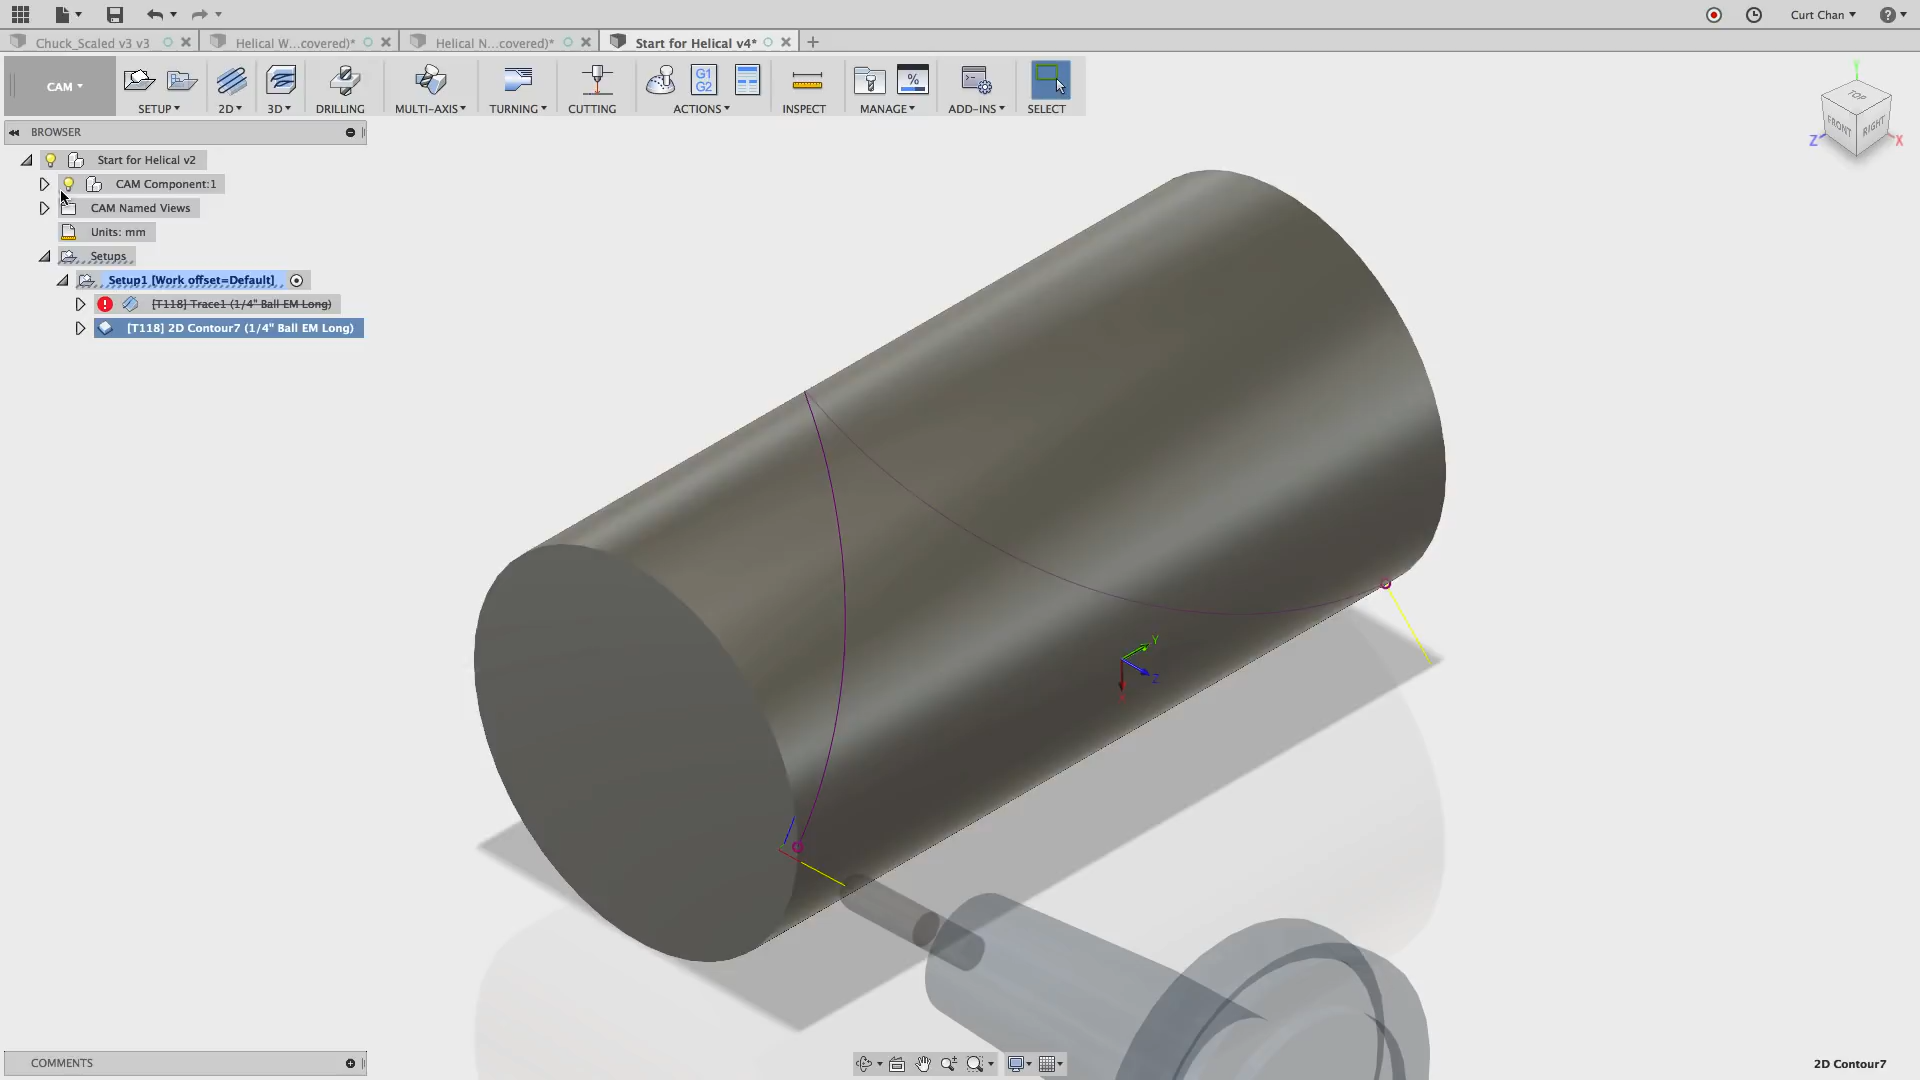 Curt Chan
?
Chuck_Scaled v3 v3
Helical W...covered)*
Helical N...covered)*
Start for Helical v4*
CAM
SETUP
2D
3D
DRILLING
MULTI-AXIS
TURNING
CUTTING
G1
G2
ACTIONS
INSPECT
%
MANAGE
ADD-INS
SELECT
BROWSER
Start for Helical v2
CAM Component:1
CAM Named Views
Units: mm
Setups
Setup1 [Work offset=Default]
[T118] Trace1 (1/4" Ball EM Long)
[T118] 2D Contour7 (1/4" Ball EM Long)
Y
TOP
FRONT
RIGHT
Z
X
Y
Z
X
COMMENTS
2D Contour7